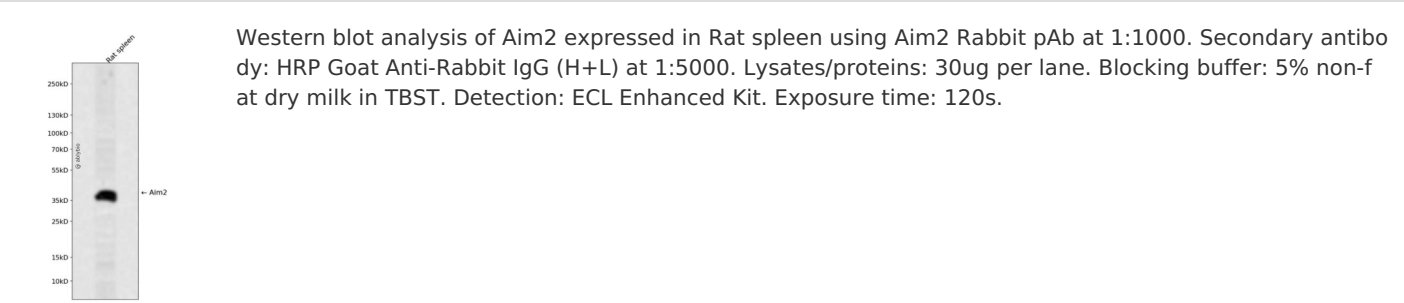 Rat spleen
Western blot analysis of Aim2 expressed in Rat spleen using Aim2 Rabbit pAb at 1:1000. Secondary antibo
dy: HRP Goat Anti-Rabbit IgG (H+L) at 1:5000. Lysates/proteins: 30ug per lane. Blocking buffer: 5% non-f
at dry milk in TBST. Detection: ECL Enhanced Kit. Exposure time: 120s.
250kD
130kD
100kD
70kD
55kD
← Aim2
35kD
25kD
15kD
10kD